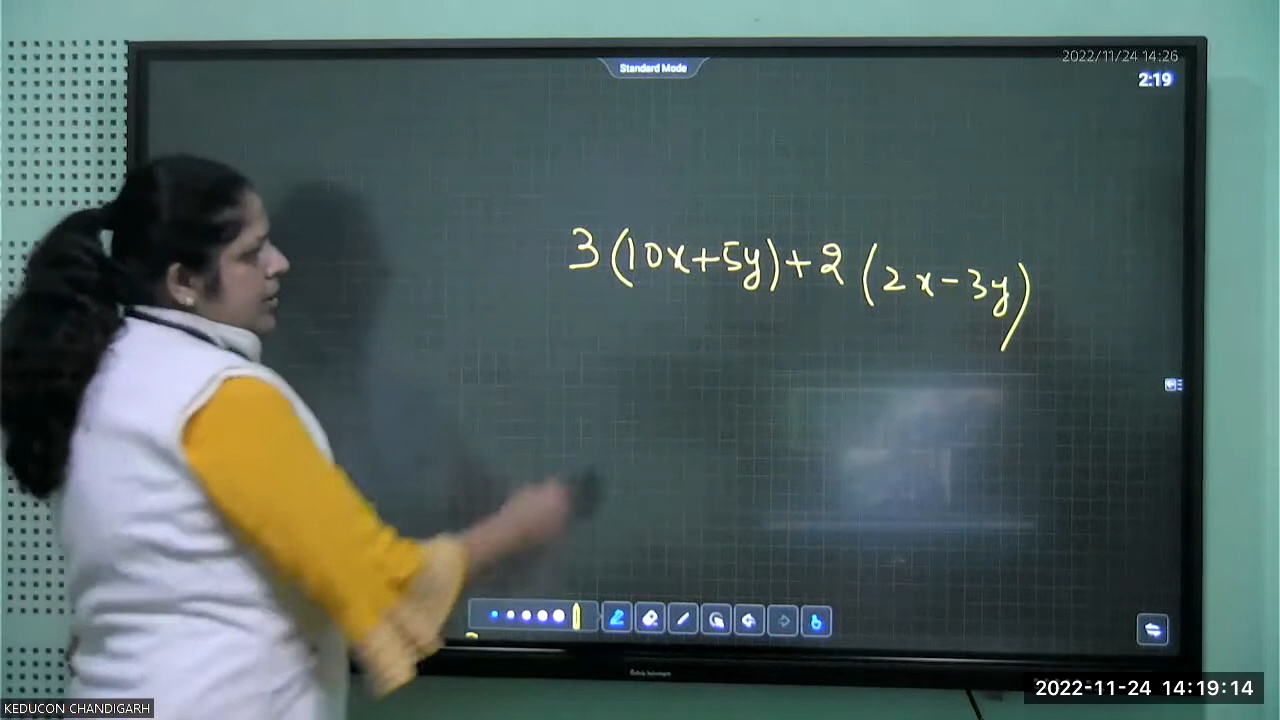 2022/11/24 14:26
Standard Mode
2:19
3(10x+5y)+2(2x-3y)
2022-11-24 14:19:14
KEDUCON CHANDIGARH